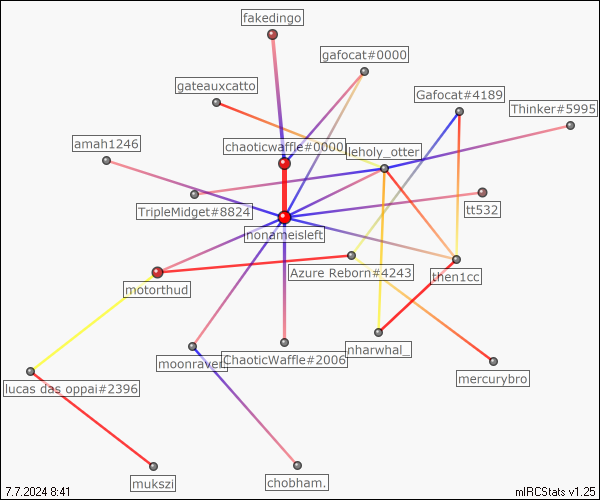 fakedingo
gafocat#0000
gateauxcatto
Gafocat#4189
Thinker#5995
amah1246
chaoticwaffle#0000
leholy_otter
TripleMidget#8824
tt532
nonameisleft
Azure Reborn#4243
then1cc
motorthud
nharwhal_
moonraven
ChaoticWaffle#2006
mercurybro
lucas das oppai#2396
mukszi
chobham.
7.7.2024 8:41
mIRCStats v1.25